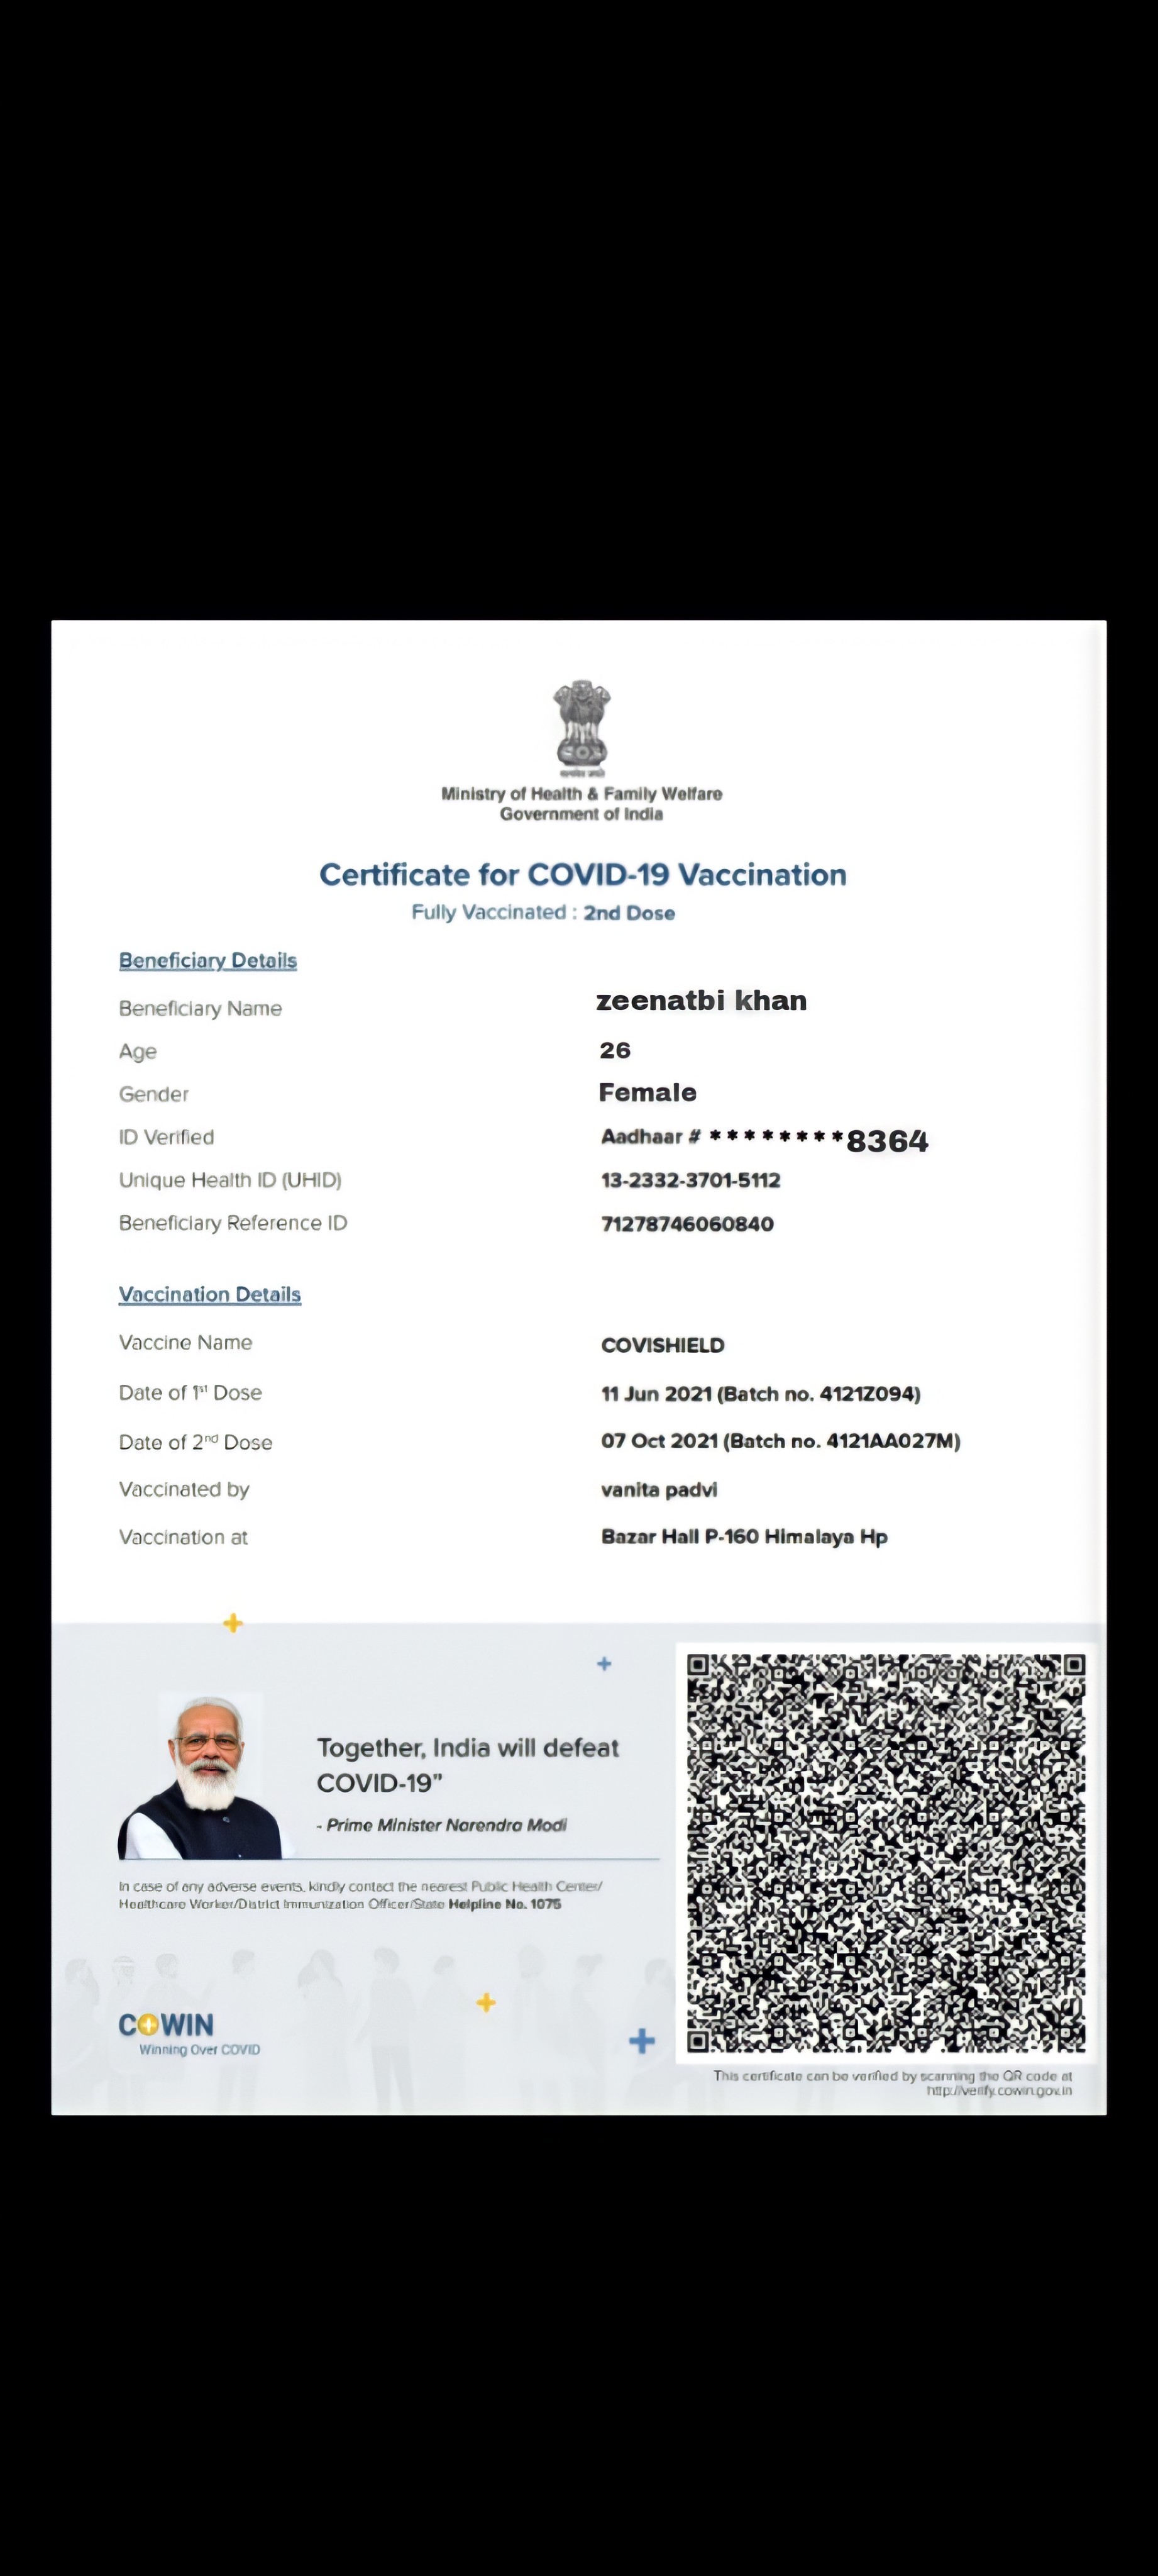 सत्यमेव जयते
Ministry of Health & Family Welfare
Government of India
Certificate for COVID-19 Vaccination
Fully Vaccinated : 2nd Dose
Beneficiary Details
Beneficiary Name zeenatbi khan
Age 26
Gender Female
ID Verified Aadhaar # ********8364
Unique Health ID (UHID) 13-2332-3701-5112
Beneficiary Reference ID 71278746060840
Vaccination Details
Vaccine Name COVISHIELD
Date of 1st Dose 11 Jun 2021 (Batch no. 4121Z094)
Date of 2nd Dose 07 Oct 2021 (Batch no. 4121AA027M)
Vaccinated by vanita padvi
Vaccination at Bazar Hall P-160 Himalaya Hp
Together, India will defeat
COVID-19”
- Prime Minister Narendra Modi
In case of any adverse events, kindly contact the nearest Public Health Center/
Healthcare Worker/District Immunization Officer/State Helpline No. 1075
COWIN
Winning Over COVID
This certificate can be verified by scanning the QR code at
http://verify.cowin.gov.in